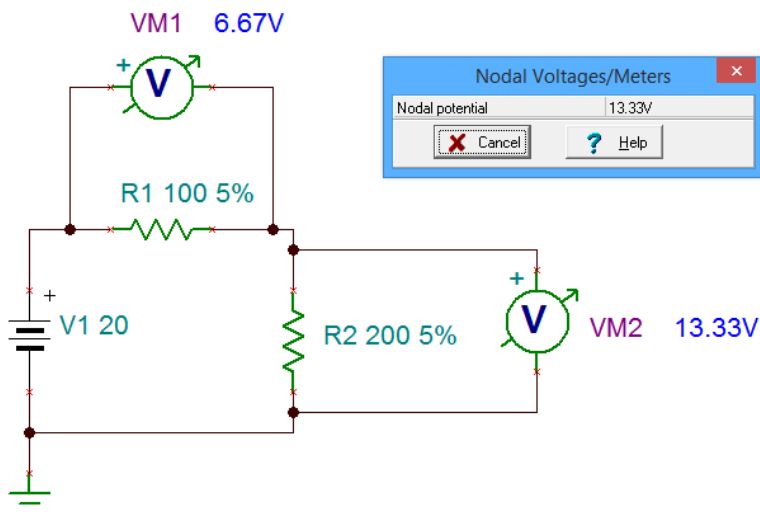 VM1 6.67V
+
V
Nodal Voltages/Meters
Nodal potential 13.33V
Cancel
? Help
R1 100 5%
+
V1 20
R2 200 5%
+
V
VM2 13.33V